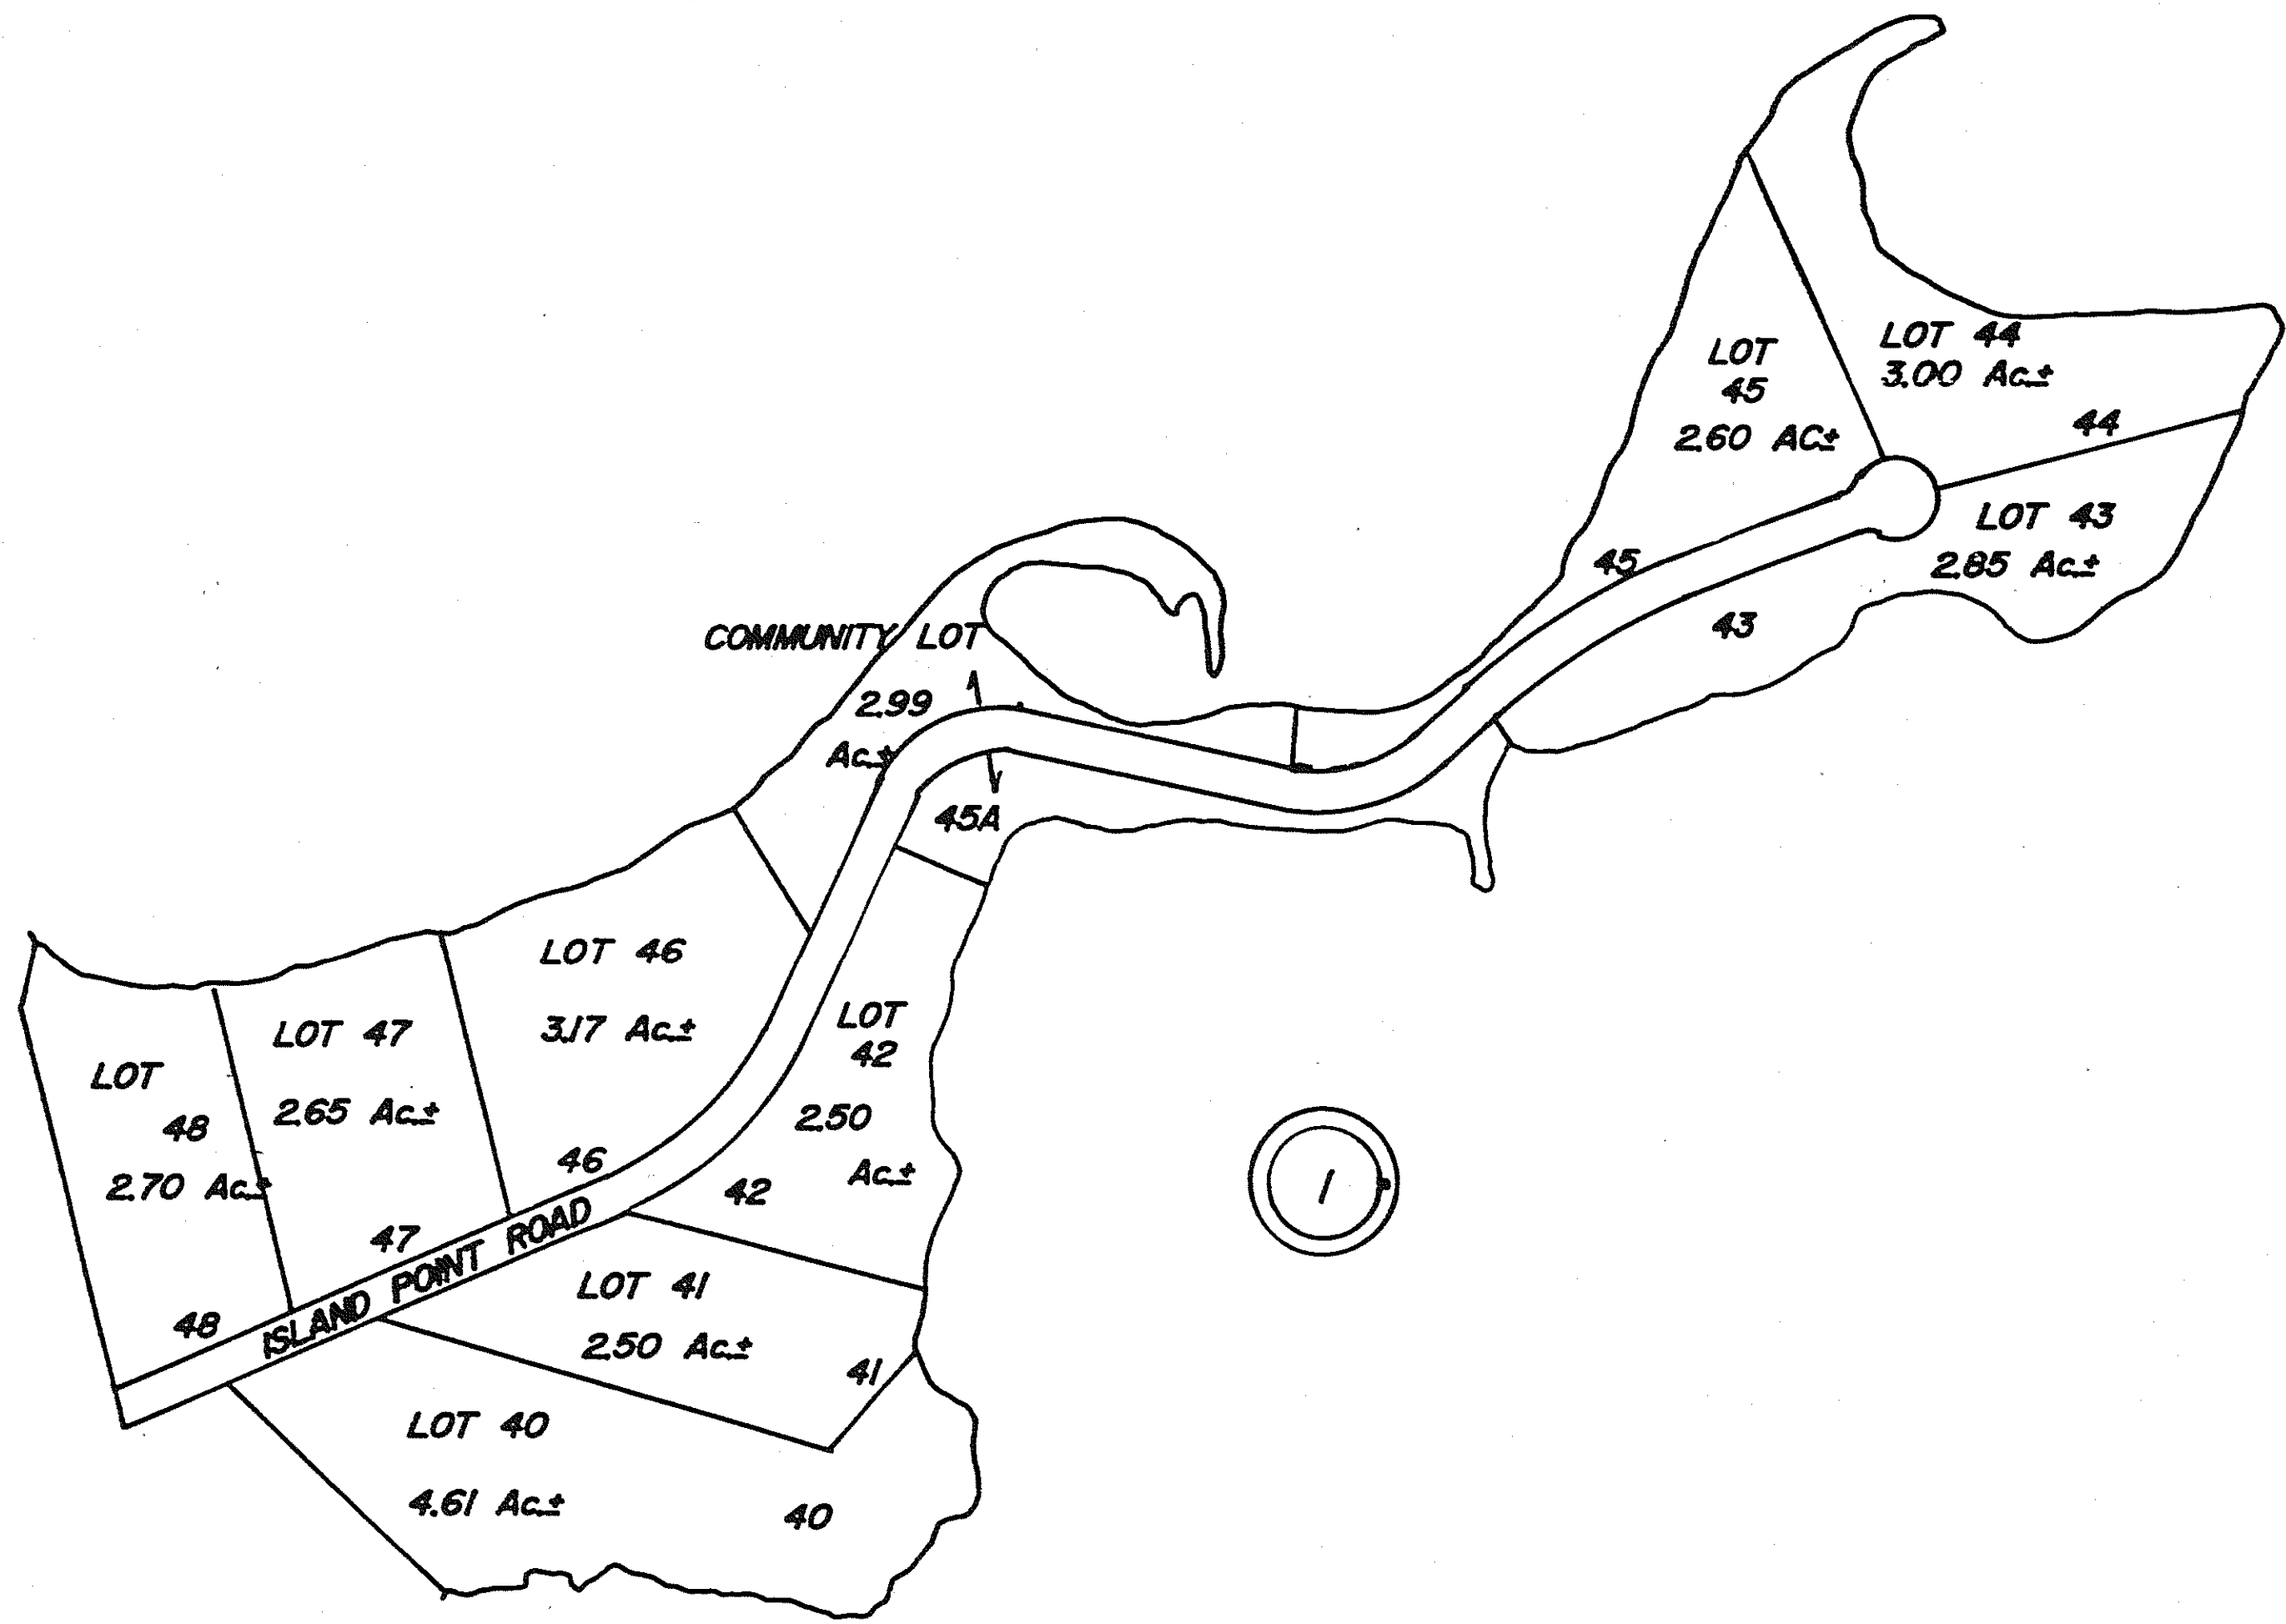 LOT 44
3.00 Ac.±
44
LOT
45
2.60 AC±
45
LOT 43
2.85 Ac.±
43
COMMUNITY LOT
2.99
Ac.±
45A
LOT 46
3.17 Ac.±
46
LOT
42
2.50
Ac.±
42
LOT 47
2.65 Ac.±
47
LOT
48
2.70 Ac.±
48
ISLAND POINT ROAD
LOT 41
2.50 Ac.±
41
LOT 40
4.61 Ac.±
40
1